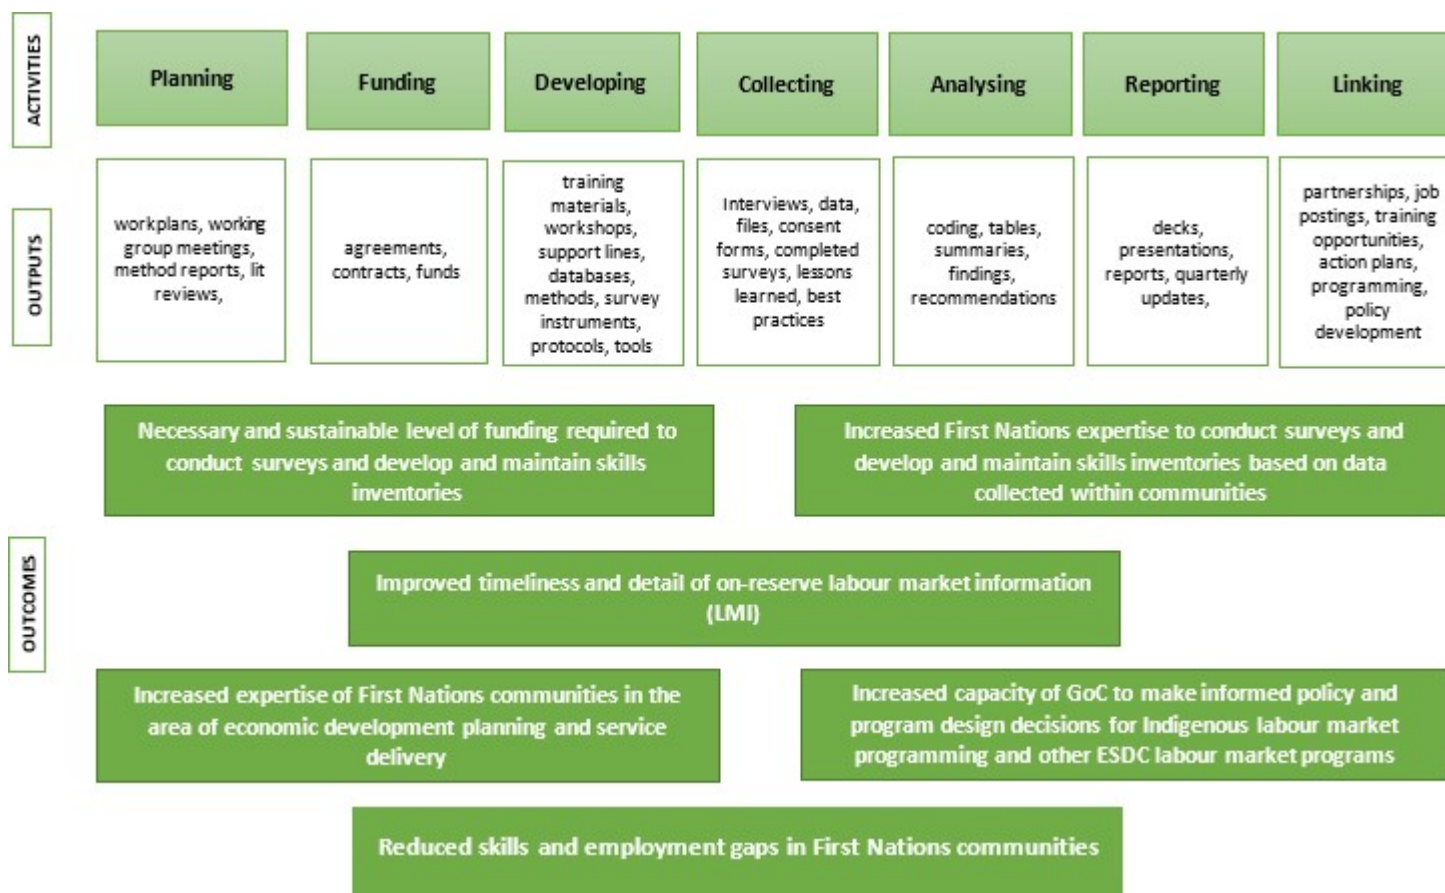 ACTIVITIES
Planning
Funding
Developing
Collecting
Analysing
Reporting
Linking
OUTPUTS
workplans, working
group meetings,
method reports, lit
reviews,
agreements,
contracts, funds
training
materials,
workshops,
support lines,
databases,
methods, survey
instruments,
protocols, tools
Interviews, data,
files, consent
forms, completed
surveys, lessons
learned, best
practices
coding, tables,
summaries,
findings,
recommendations
decks,
presentations,
reports, quarterly
updates,
partnerships, job
postings, training
opportunities,
action plans,
programming,
policy
development
OUTCOMES
Necessary and sustainable level of funding required to
conduct surveys and develop and maintain skills
inventories
Increased First Nations expertise to conduct surveys and
develop and maintain skills inventories based on data
collected within communities
Improved timeliness and detail of on-reserve labour market information
(LMI)
Increased expertise of First Nations communities in the
area of economic development planning and service
delivery
Increased capacity of GoC to make informed policy and
program design decisions for Indigenous labour market
programming and other ESDC labour market programs
Reduced skills and employment gaps in First Nations communities